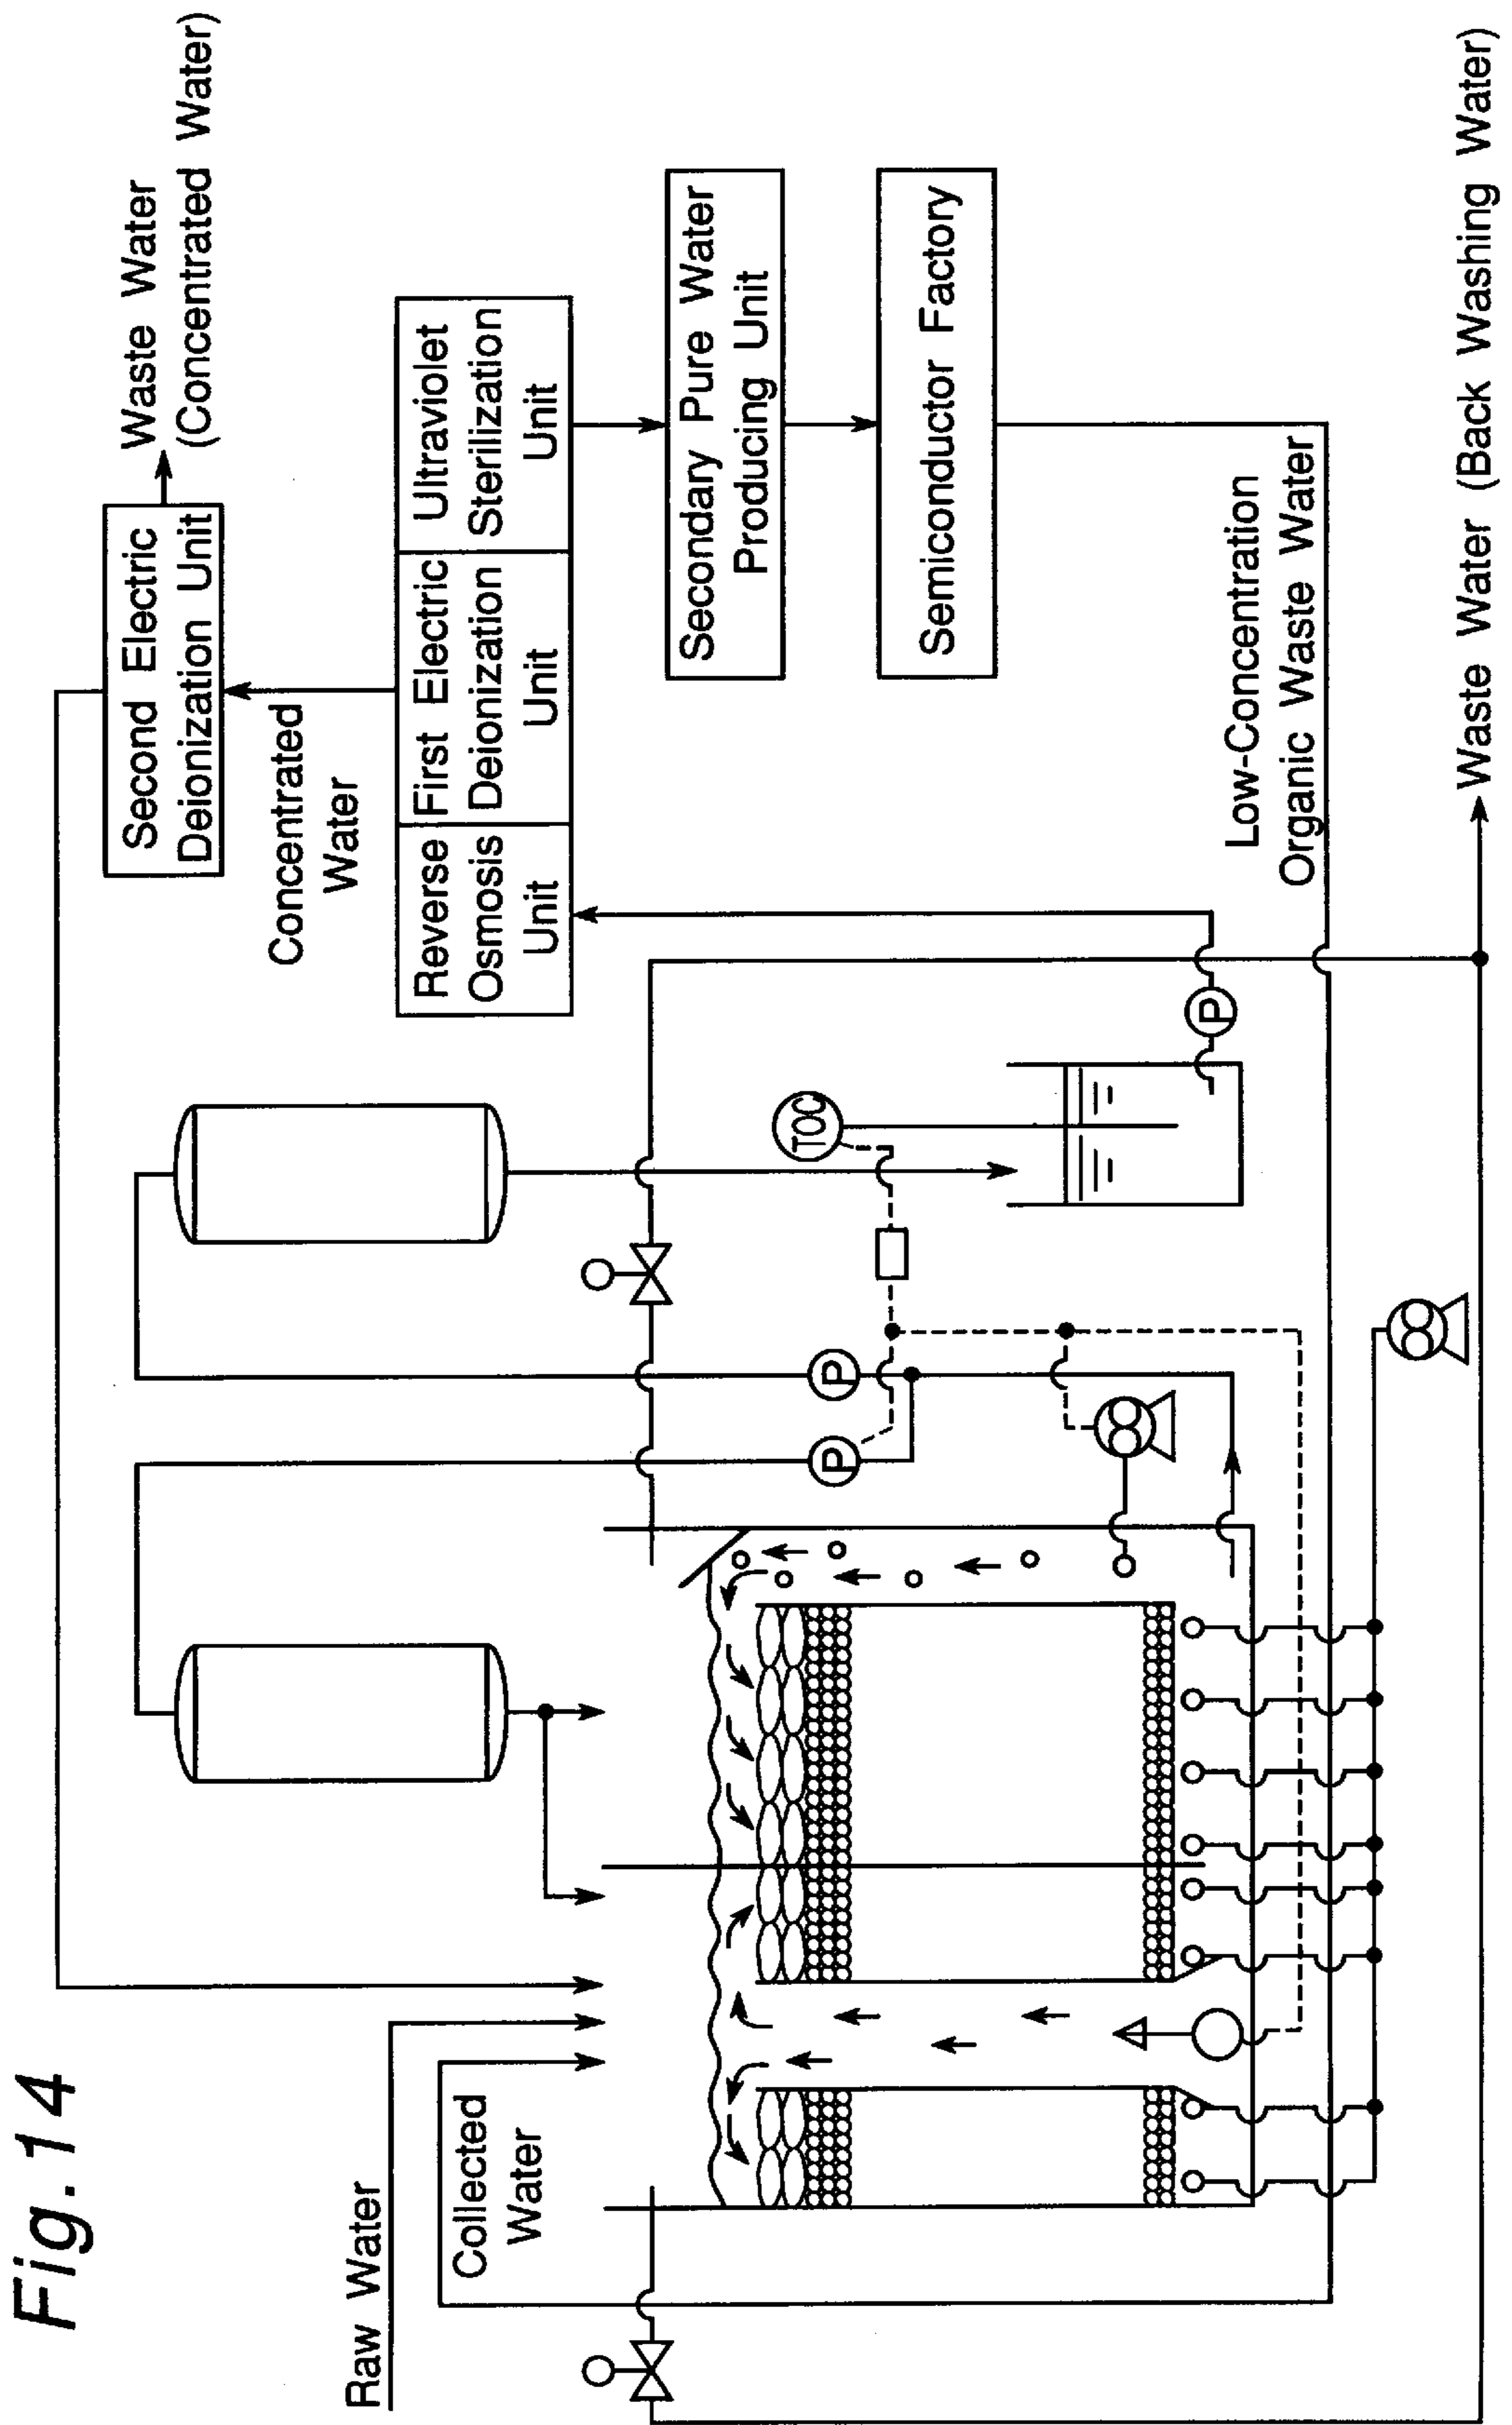 Fig.14
Raw Water
Collected
Water
Second Electric
Deionization Unit
Waste Water
(Concentrated Water)
Concentrated
Water
Reverse
Osmosis
Unit
First Electric
Deionization
Unit
Ultraviolet
Sterilization
Unit
Secondary Pure Water
Producing Unit
Semiconductor Factory
TOC
P
P
P
Low-Concentration
Organic Waste Water
Waste Water (Back Washing Water)